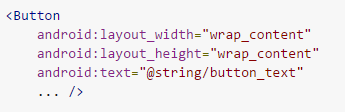 <Button
    android:layout_width="wrap_content"
    android:layout_height="wrap_content"
    android:text="@string/button_text"
    ... />